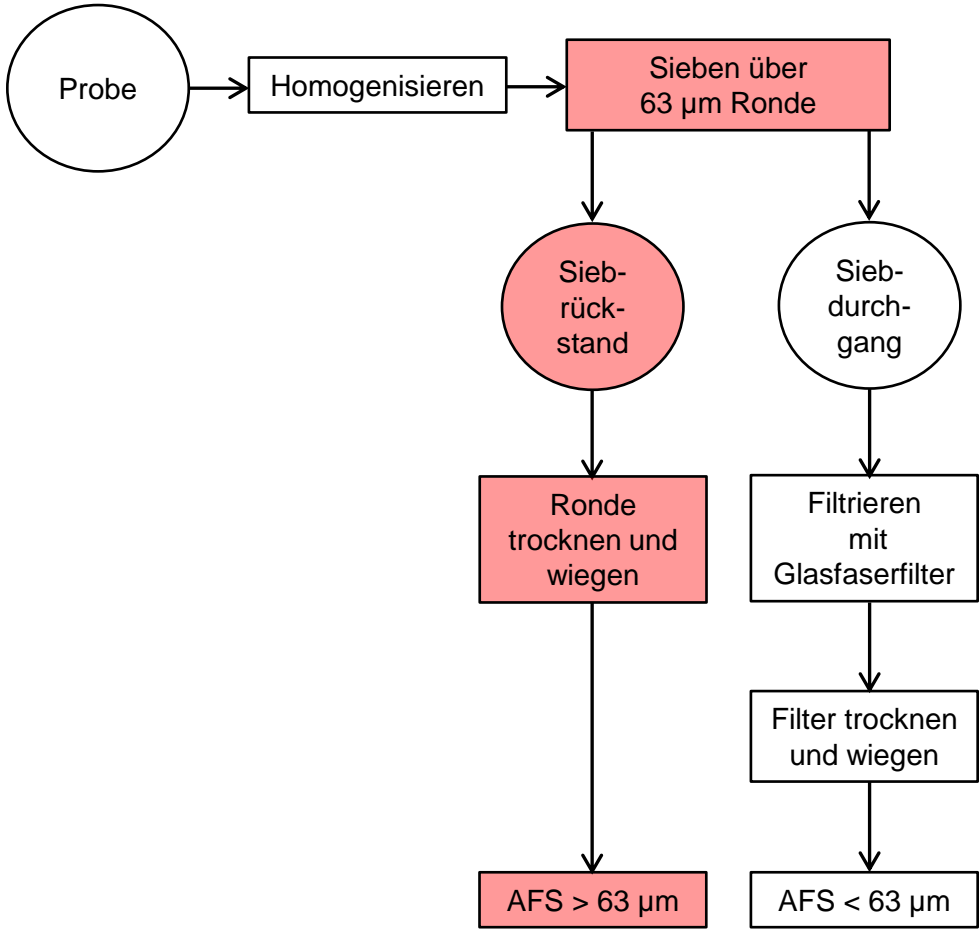 Probe
Homogenisieren
Sieben über
63 µm Ronde
Sieb-
rück-
stand
Sieb-
durch-
gang
Ronde
trocknen und
wiegen
Filtrieren
mit
Glasfaserfilter
Filter trocknen
und wiegen
AFS > 63 µm
AFS < 63 µm